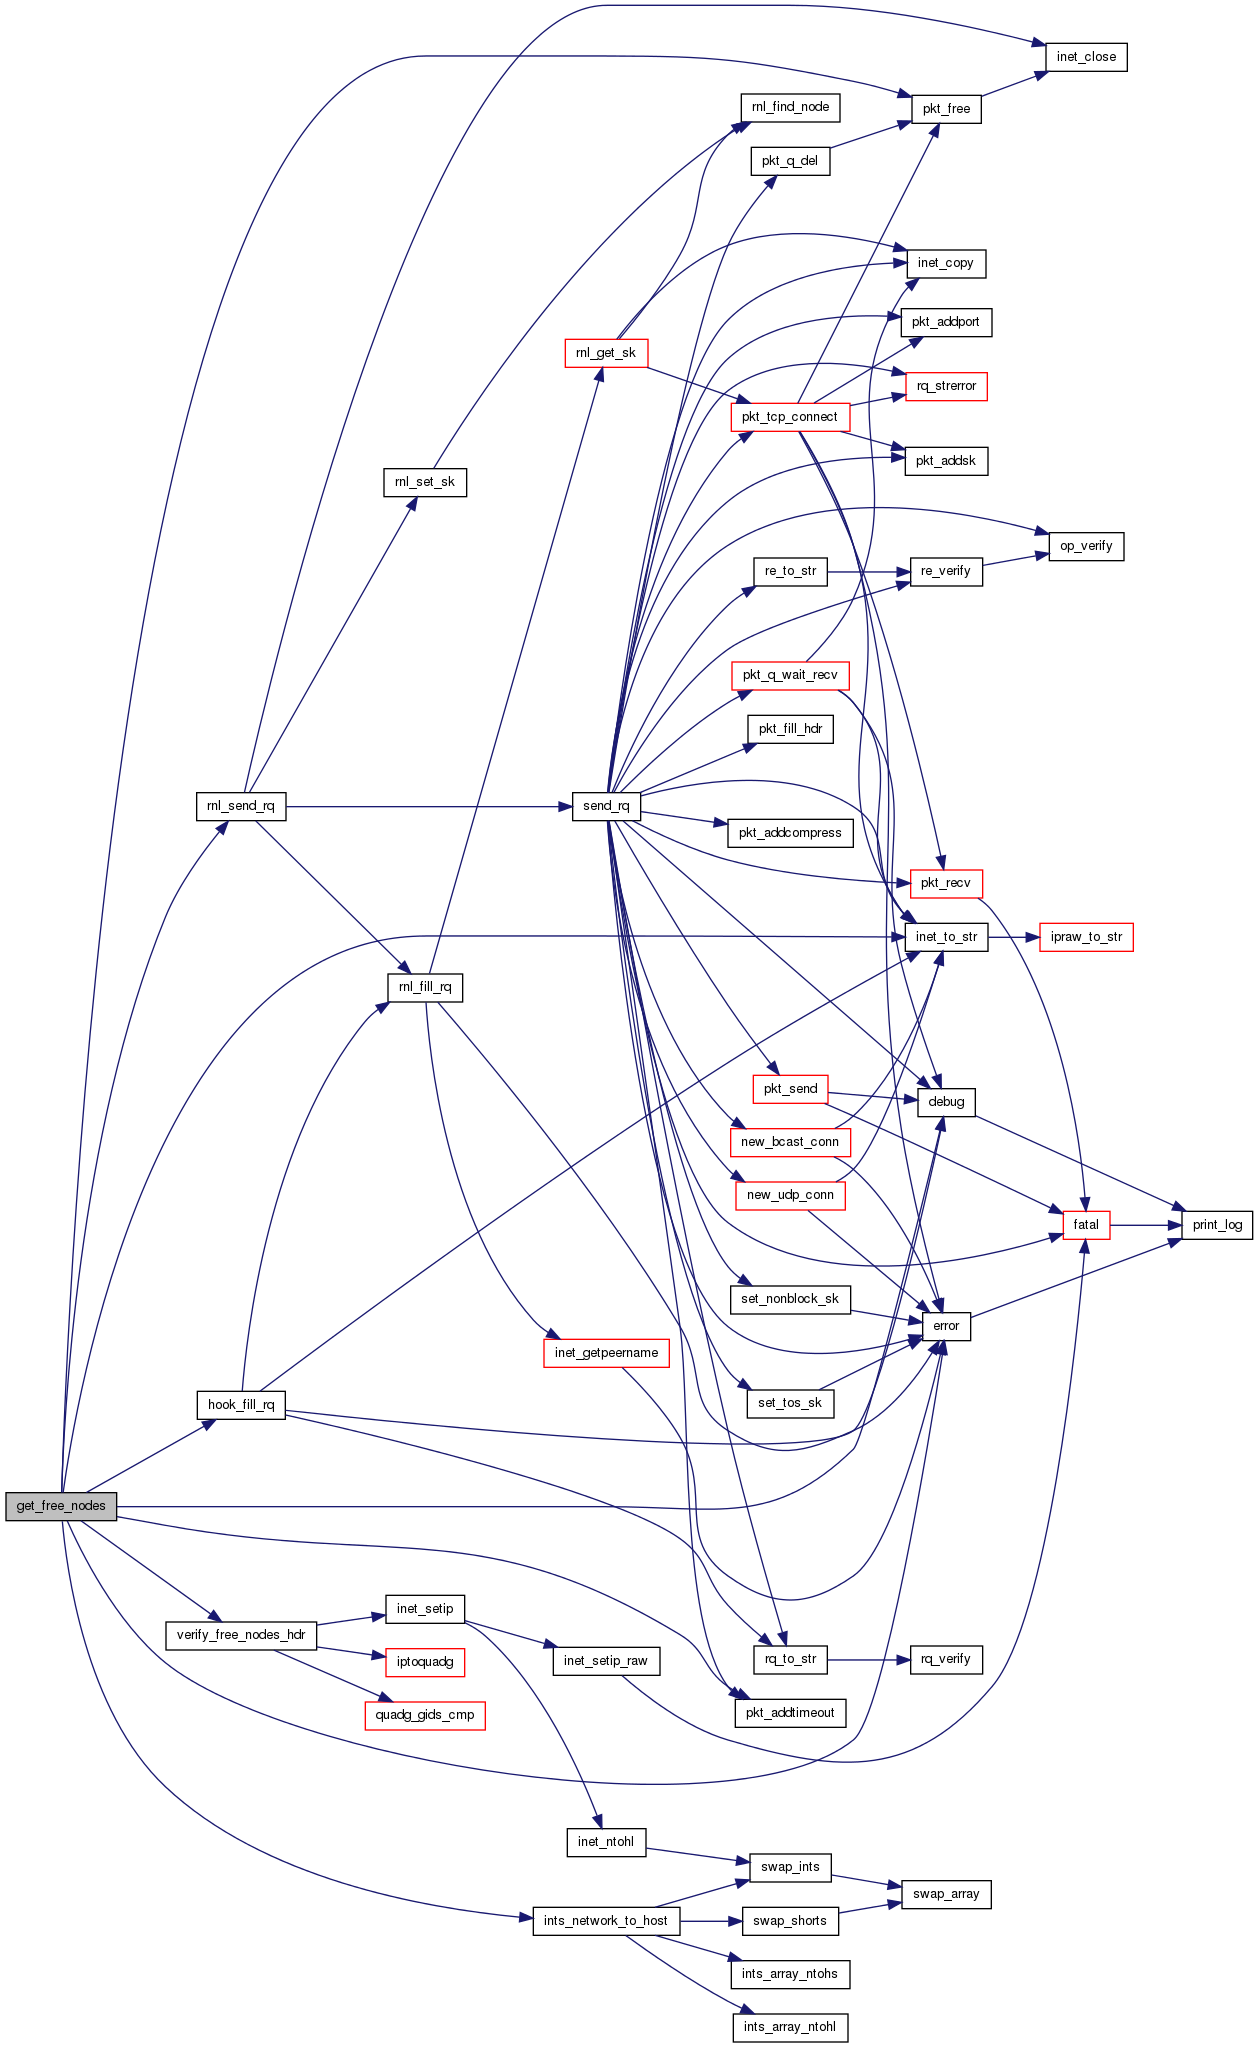 inet_close
pkt_free
rnl_find_node
pkt_q_del
inet_copy
pkt_addport
rnl_get_sk
rq_strerror
pkt_tcp_connect
pkt_addsk
rnl_set_sk
op_verify
re_to_str
re_verify
pkt_q_wait_recv
pkt_fill_hdr
rnl_send_rq
send_rq
pkt_addcompress
pkt_recv
inet_to_str
ipraw_to_str
rnl_fill_rq
pkt_send
debug
new_bcast_conn
new_udp_conn
fatal
print_log
set_nonblock_sk
error
inet_getpeername
set_tos_sk
hook_fill_rq
get_free_nodes
inet_setip
verify_free_nodes_hdr
iptoquadg
inet_setip_raw
rq_to_str
rq_verify
quadg_gids_cmp
pkt_addtimeout
inet_ntohl
swap_ints
swap_array
ints_network_to_host
swap_shorts
ints_array_ntohs
ints_array_ntohl